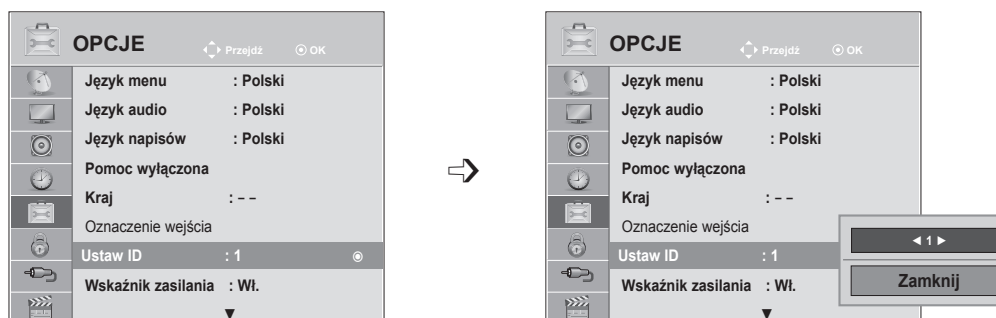 OPCJE Przejdź OK
Język menu : Polski
Język audio : Polski
Język napisów : Polski
Pomoc wyłączona
Kraj : – –
Oznaczenie wejścia
Ustaw ID : 1
Wskaźnik zasilania : Wł.
OPCJE Przejdź OK
Język menu : Polski
Język audio : Polski
Język napisów : Polski
Pomoc wyłączona
Kraj : – –
Oznaczenie wejścia
Ustaw ID : 1
Wskaźnik zasilania : Wł.
◄ 1 ►
Zamknij